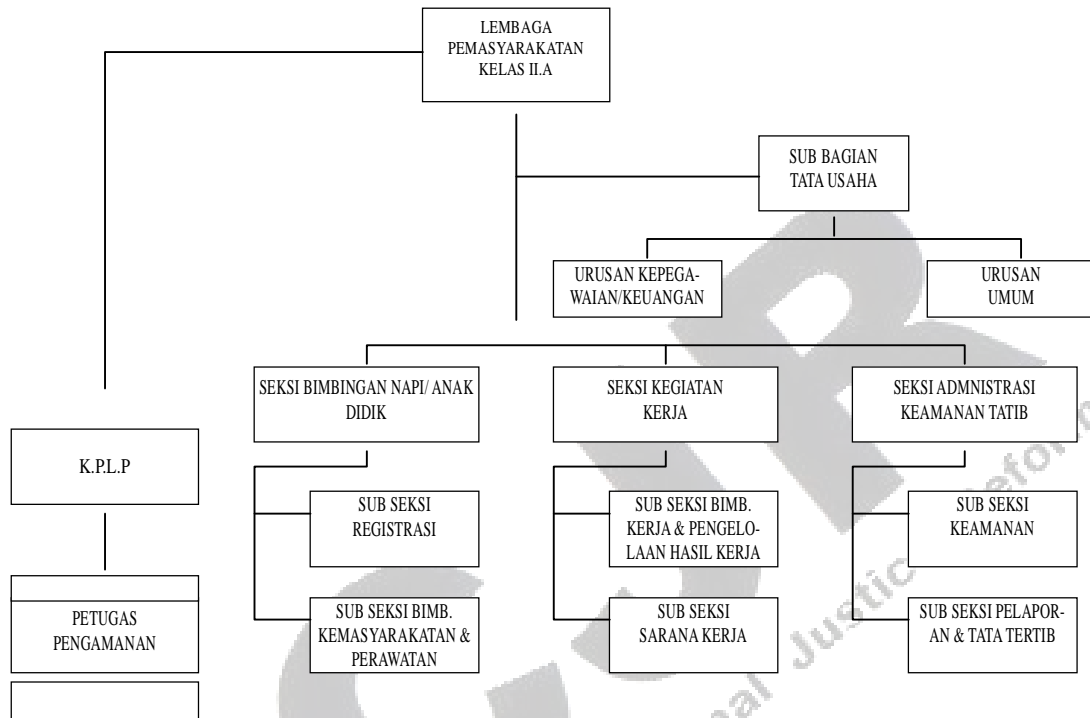 LEMBAGA
PEMASYARAKATAN
KELAS II.A
SUB BAGIAN
TATA USAHA
URUSAN KEPEGA-
WAIAN/KEUANGAN
URUSAN
UMUM
SEKSI BIMBINGAN NAPI/ ANAK
DIDIK
SEKSI KEGIATAN
KERJA
SEKSI ADMNISTRASI
KEAMANAN TATIB
K.P.L.P
SUB SEKSI
REGISTRASI
SUB SEKSI BIMB.
KERJA & PENGELO-
LAAN HASIL KERJA
SUB SEKSI
KEAMANAN
PETUGAS
PENGAMANAN
SUB SEKSI BIMB.
KEMASYARAKATAN &
PERAWATAN
SUB SEKSI
SARANA KERJA
SUB SEKSI PELAPOR-
AN & TATA TERTIB
Justic